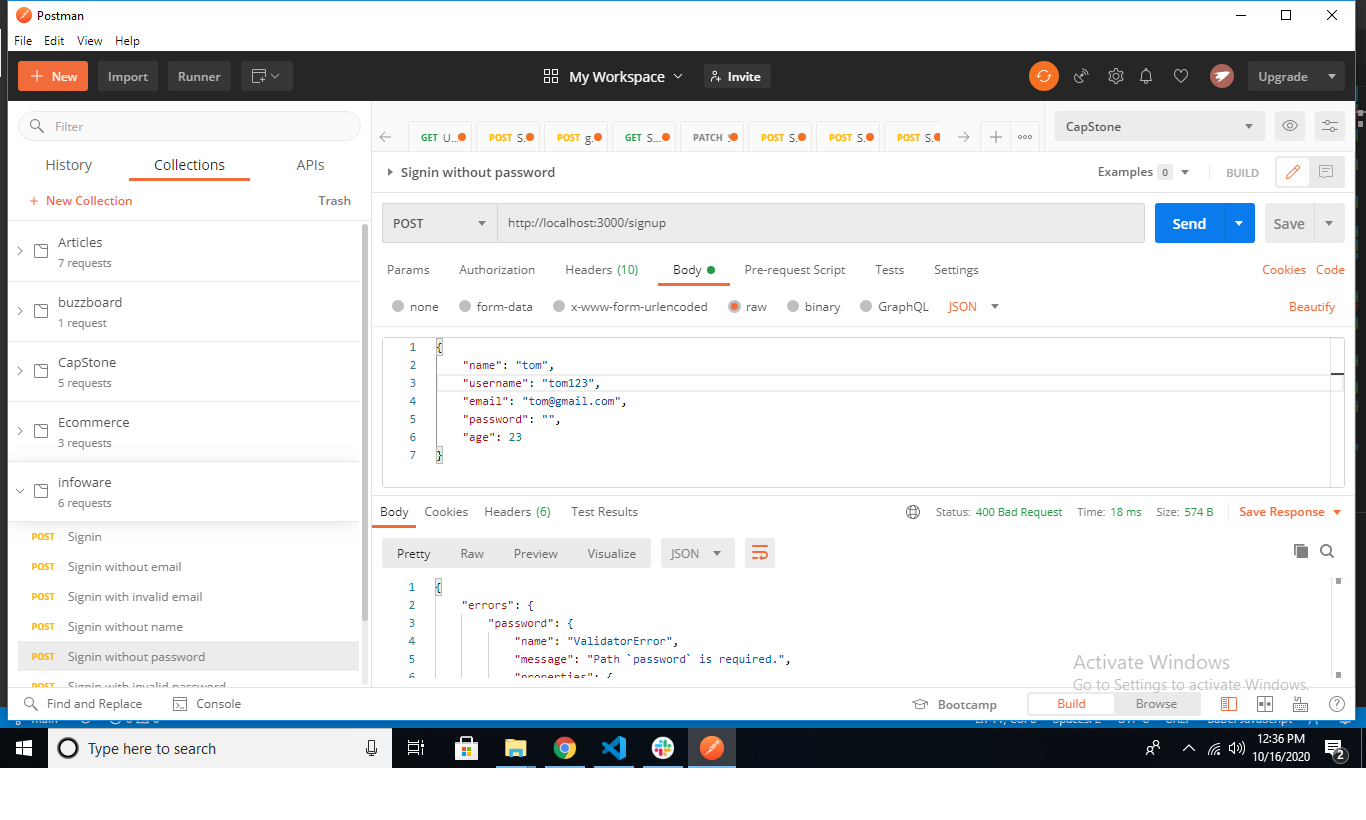 Postman
File Edit View Help
New Import Runner My Workspace Invite Upgrade
Filter
History Collections APIs
New Collection Trash
Articles
7 requests
buzzboard
1 request
CapStone
5 requests
Ecommerce
3 requests
infoware
6 requests
POST Signin
POST Signin without email
POST Signin with invalid email
POST Signin without name
POST Signin without password
POST Signin with invalid password
GET U... POST S. POST g. GET S... PATCH POST S. POST S. POST S. CapStone
Signin without password Examples 0 BUILD
POST http://localhost:3000/signup Send Save
Params Authorization Headers (10) Body Pre-request Script Tests Settings Cookies Code
none form-data x-www-form-urlencoded raw binary GraphQL JSON Beautify
1 {
2 "name": "tom",
3 "username": "tom123",
4 "email": "tom@gmail.com",
5 "password": "",
6 "age": 23
7 }
Body Cookies Headers (6) Test Results Status: 400 Bad Request Time: 18 ms Size: 574 B Save Response
Pretty Raw Preview Visualize JSON
1 {
2 "errors": {
3 "password": {
4 "name": "ValidatorError",
5 "message": "Path `password` is required.",
6 "properties": {
Activate Windows
Go to Settings to activate Windows.
Find and Replace Console Bootcamp Build Browse
Type here to search 12:36 PM
10/16/2020 2